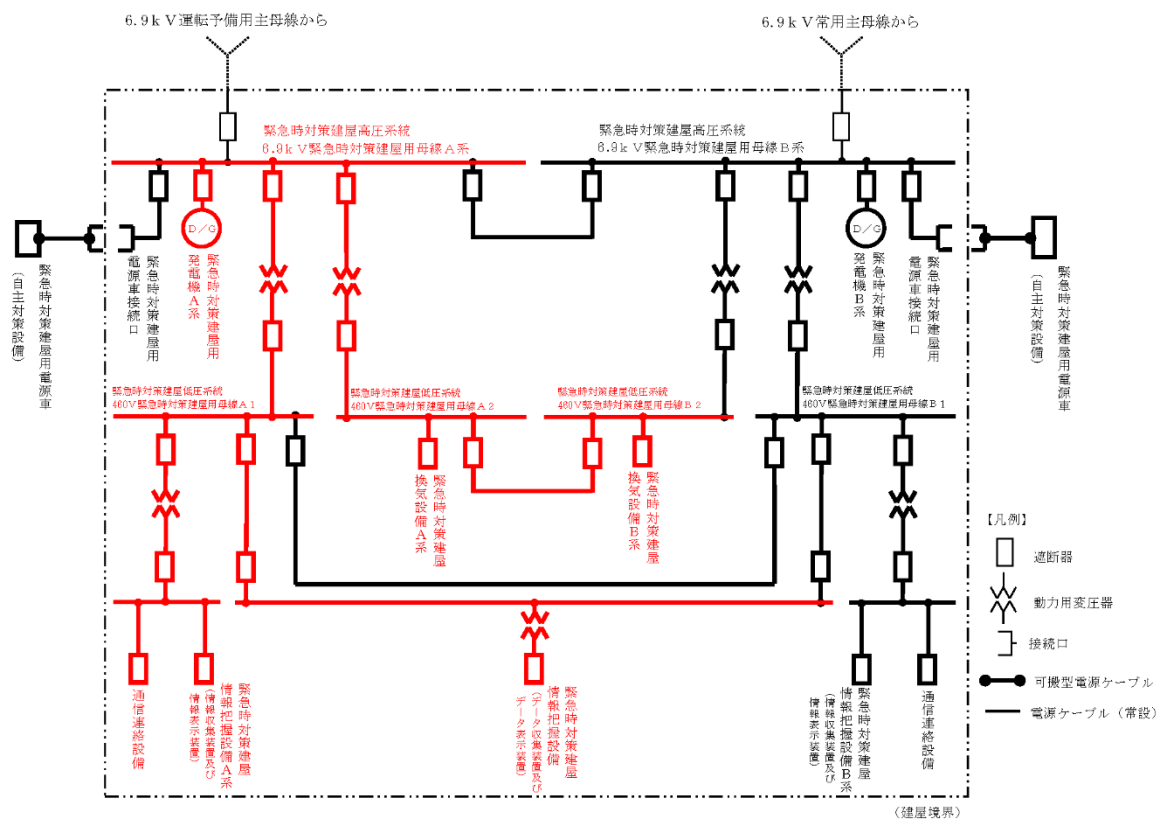 6.9kV運転予備用主母線から
6.9kV常用主母線から
緊急時対策建屋高圧系統
6.9kV緊急時対策建屋用母線A系
緊急時対策建屋高圧系統
6.9kV緊急時対策建屋用母線B系
緊急時対策建屋用電源車
(自主対策設備)
緊急時対策建屋用
電源車接続口
D/G
緊急時対策建屋用
発電機A系
D/G
緊急時対策建屋用
発電機B系
緊急時対策建屋用
電源車接続口
緊急時対策建屋用電源車
(自主対策設備)
緊急時対策建屋低圧系統
460V緊急時対策建屋用母線A1
緊急時対策建屋低圧系統
460V緊急時対策建屋用母線A2
緊急時対策建屋低圧系統
460V緊急時対策建屋用母線B2
緊急時対策建屋低圧系統
460V緊急時対策建屋用母線B1
緊急時対策建屋
換気設備A系
緊急時対策建屋
換気設備B系
通信連絡設備
緊急時対策建屋
情報把握設備A系
(情報収集装置及び
情報表示装置)
緊急時対策建屋
情報把握設備
(データ収集装置及び
データ表示装置)
緊急時対策建屋
情報把握設備B系
(情報収集装置及び
情報表示装置)
通信連絡設備
【凡例】
遮断器
動力用変圧器
接続口
可搬型電源ケーブル
電源ケーブル(常設)
(建屋境界)